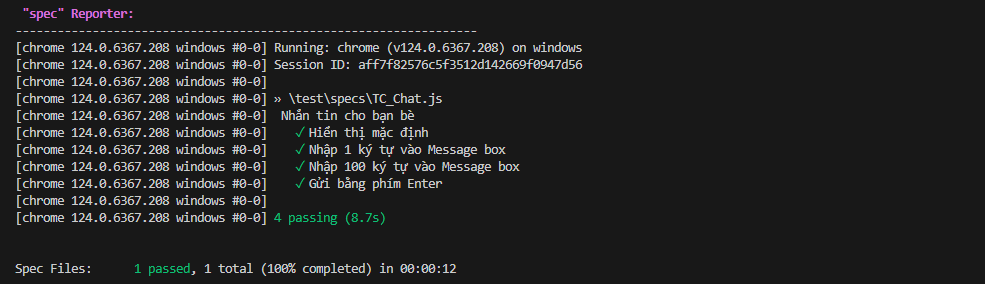 "spec" Reporter:
------------------------------------------------------------------
[chrome 124.0.6367.208 windows #0-0] Running: chrome (v124.0.6367.208) on windows
[chrome 124.0.6367.208 windows #0-0] Session ID: aff7f82576c5f3512d142669f0947d56
[chrome 124.0.6367.208 windows #0-0]
[chrome 124.0.6367.208 windows #0-0] » \test\specs\TC_Chat.js
[chrome 124.0.6367.208 windows #0-0] Nhắn tin cho bạn bè
[chrome 124.0.6367.208 windows #0-0] ✓ Hiển thị mặc định
[chrome 124.0.6367.208 windows #0-0] ✓ Nhập 1 ký tự vào Message box
[chrome 124.0.6367.208 windows #0-0] ✓ Nhập 100 ký tự vào Message box
[chrome 124.0.6367.208 windows #0-0] ✓ Gửi bằng phím Enter
[chrome 124.0.6367.208 windows #0-0]
[chrome 124.0.6367.208 windows #0-0] 4 passing (8.7s)
Spec Files: 1 passed, 1 total (100% completed) in 00:00:12